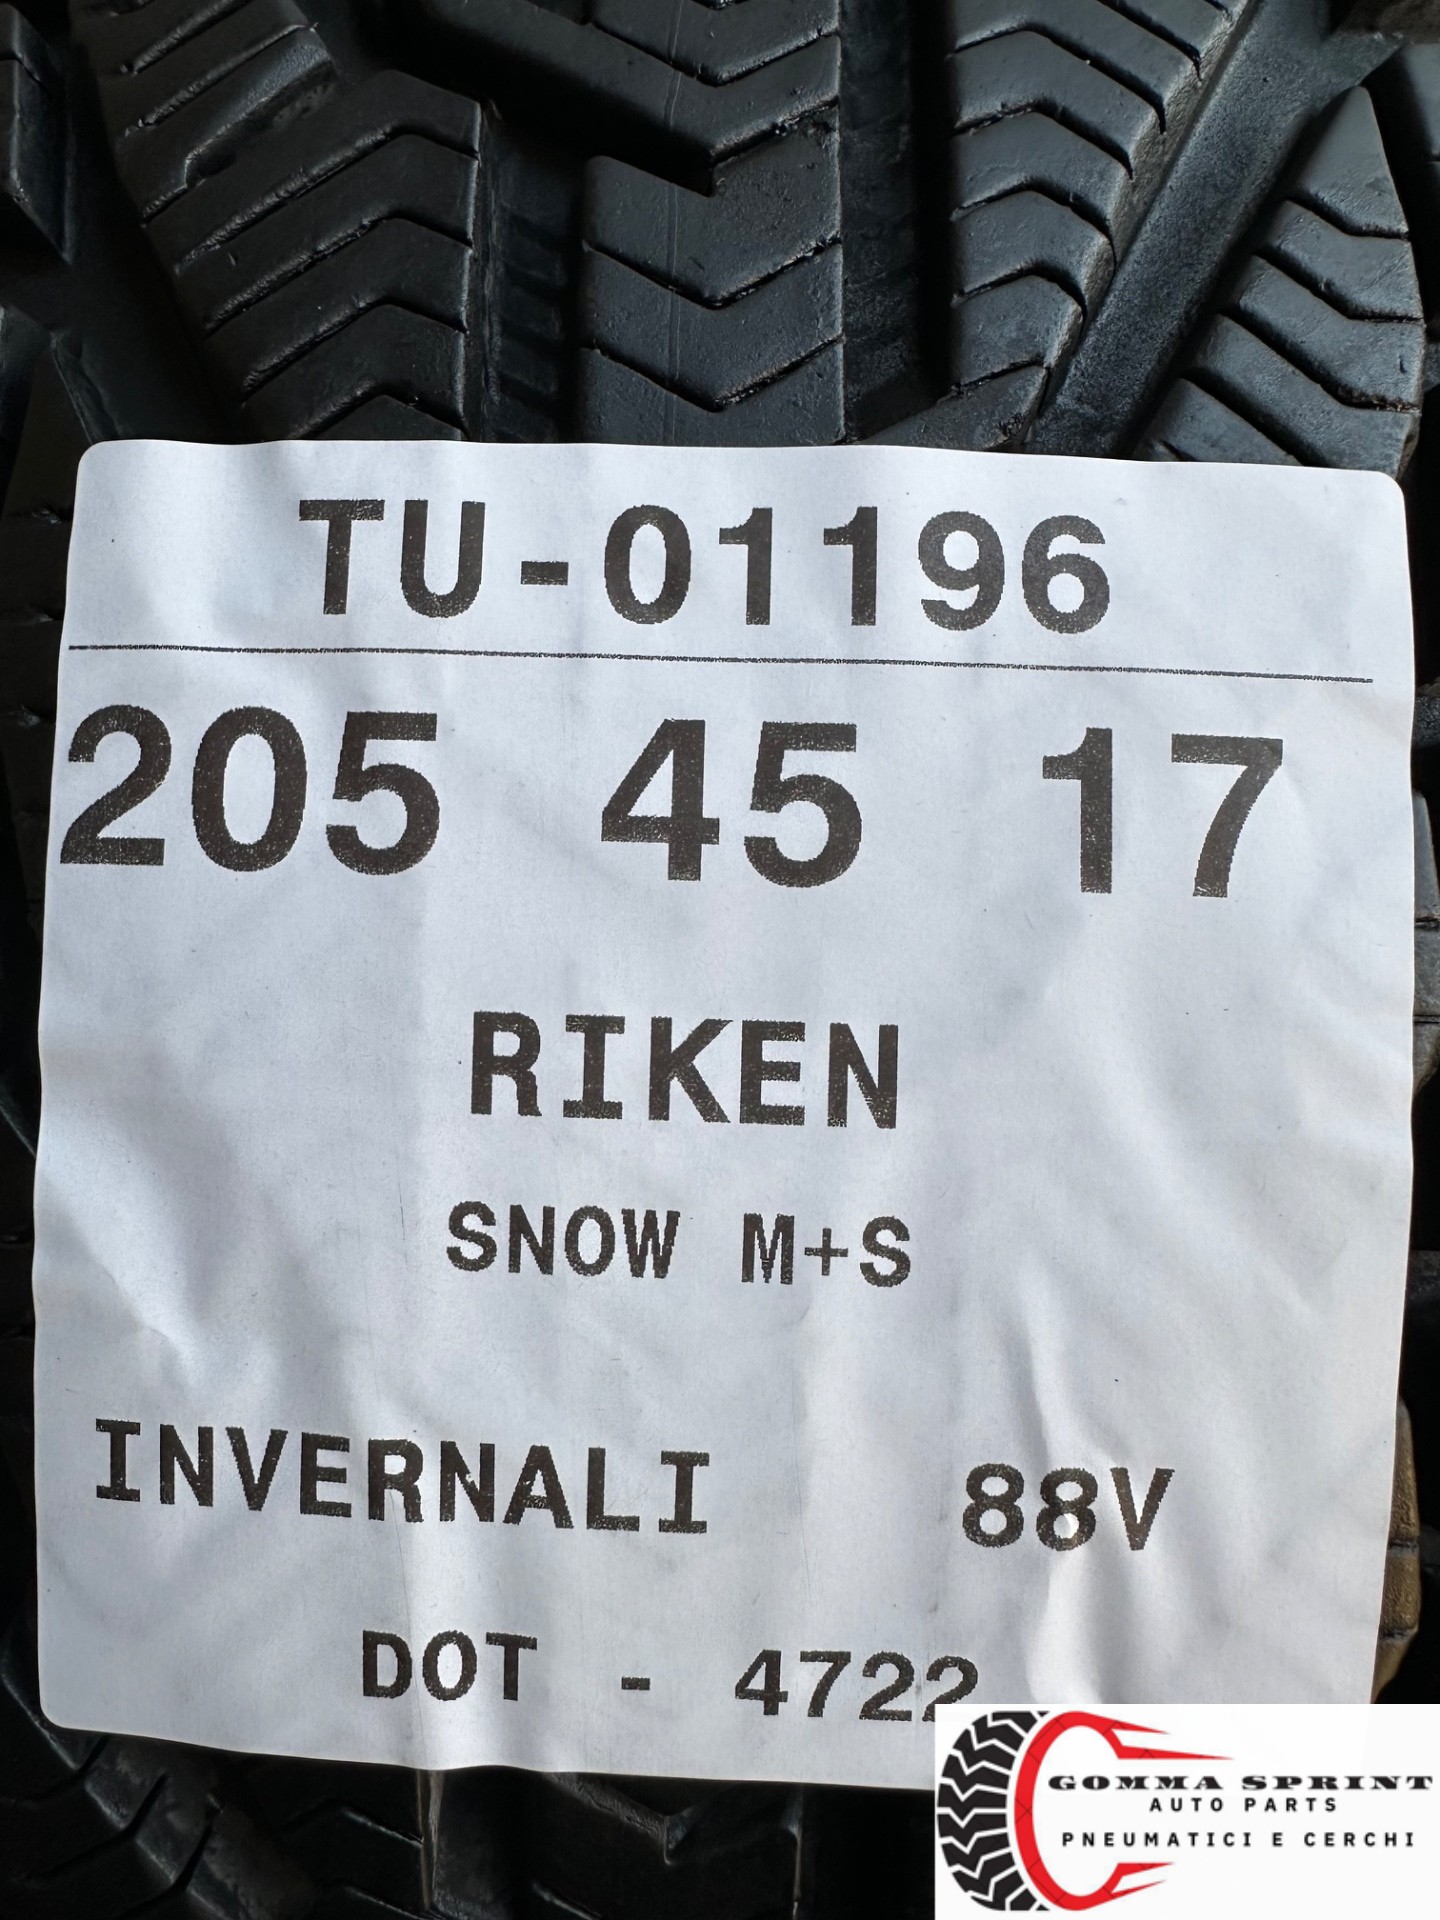 TU-01196
205 45 17
RIKEN
SNOW M+S
INVERNALI 88V
DOT - 4722
GOMMA SPRINT
AUTO PARTS
PNEUMATICI E CERCHI